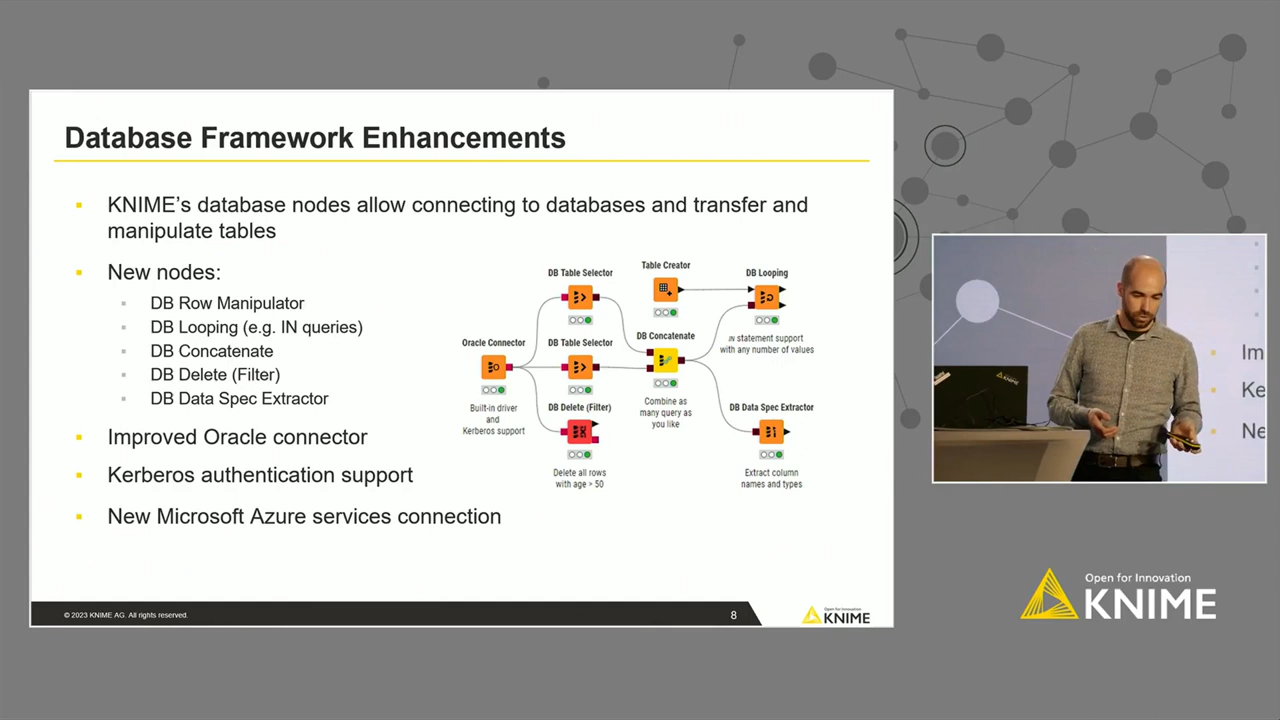 Database Framework Enhancements
KNIME's database nodes allow connecting to databases and transfer and
manipulate tables
New nodes:
DB Row Manipulator
DB Looping (e.g. IN queries)
DB Concatenate
DB Delete (Filter)
DB Data Spec Extractor
Improved Oracle connector
Kerberos authentication support
New Microsoft Azure services connection
Oracle Connector
Built-in driver
and
Kerberos support
DB Table Selector
DB Table Selector
DB Delete (Filter)
Delete all rows
with age > 50
Table Creator
DB Concatenate
Combine as
many query as
you like
DB Looping
IN statement support
with any number of values
DB Data Spec Extractor
Extract column
names and types
© 2023 KNIME AG. All rights reserved.
8
Open for Innovation
KNIME
KNIME
Im
Ke
Ne
Open for Innovation
KNIME